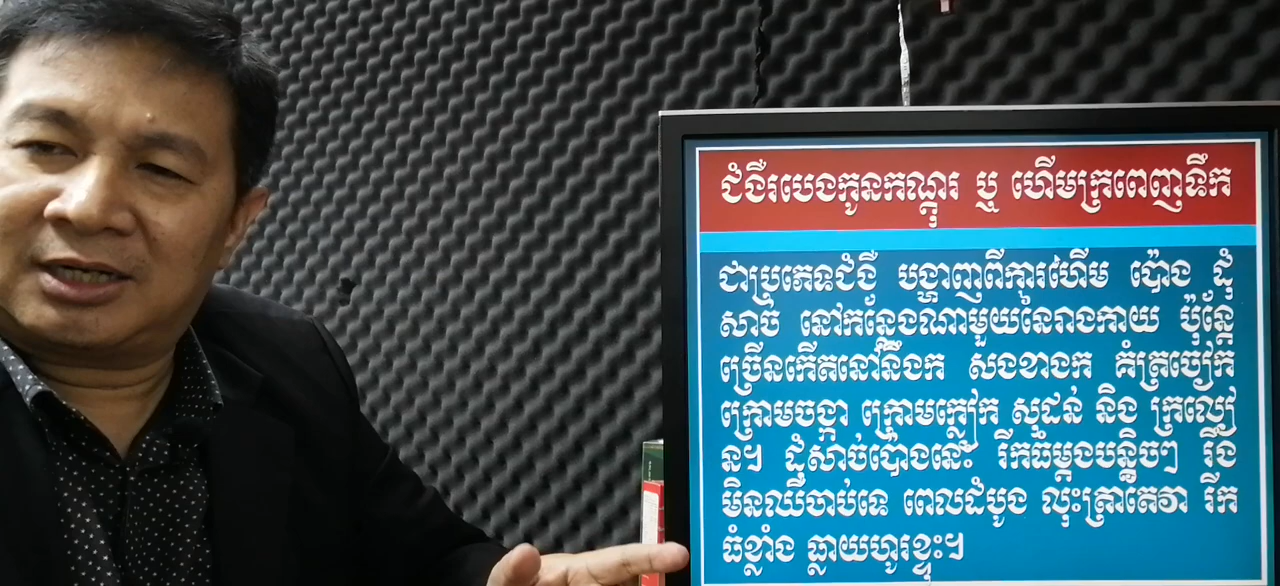 ជំងឺរបេងកូនកណ្ដុរ ឬ ហើមក្រពេញទឹក
ជាប្រភេទជំងឺ បង្ហាញពីការហើម ប៉ោង ដុំ
សាច់ នៅកន្លែងណាមួយនៃរាងកាយ ប៉ុន្តែ
ច្រើនកើតនៅនឹងក សងខាងក គំត្រចៀក
ក្រោមចង្កា ក្រោមក្លៀក សុដន់ និង ក្រលៀ
ន។ ដុំសាច់ប៉ោងនេះ រីកធំម្ដងបន្តិចៗ រឹង
មិនឈឺចាប់ទេ ពេលដំបូង លុះត្រាតែវា រីក
ធំខ្លាំង ធ្លាយហូរខ្ទុះ។